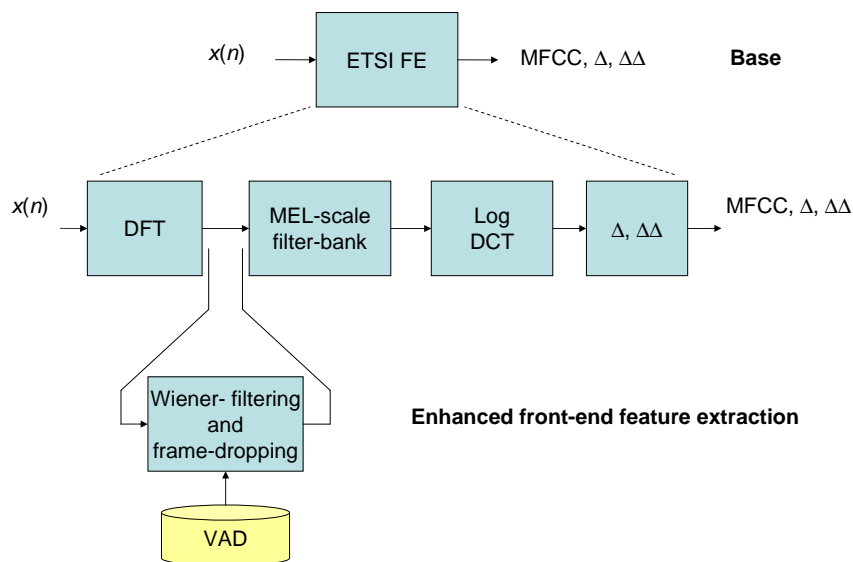 x(n)
ETSI FE
MFCC, Δ, ΔΔ
Base
x(n)
DFT
MEL-scale
filter-bank
Log
DCT
Δ, ΔΔ
MFCC, Δ, ΔΔ
Wiener- filtering
and
frame-dropping
Enhanced front-end feature extraction
VAD